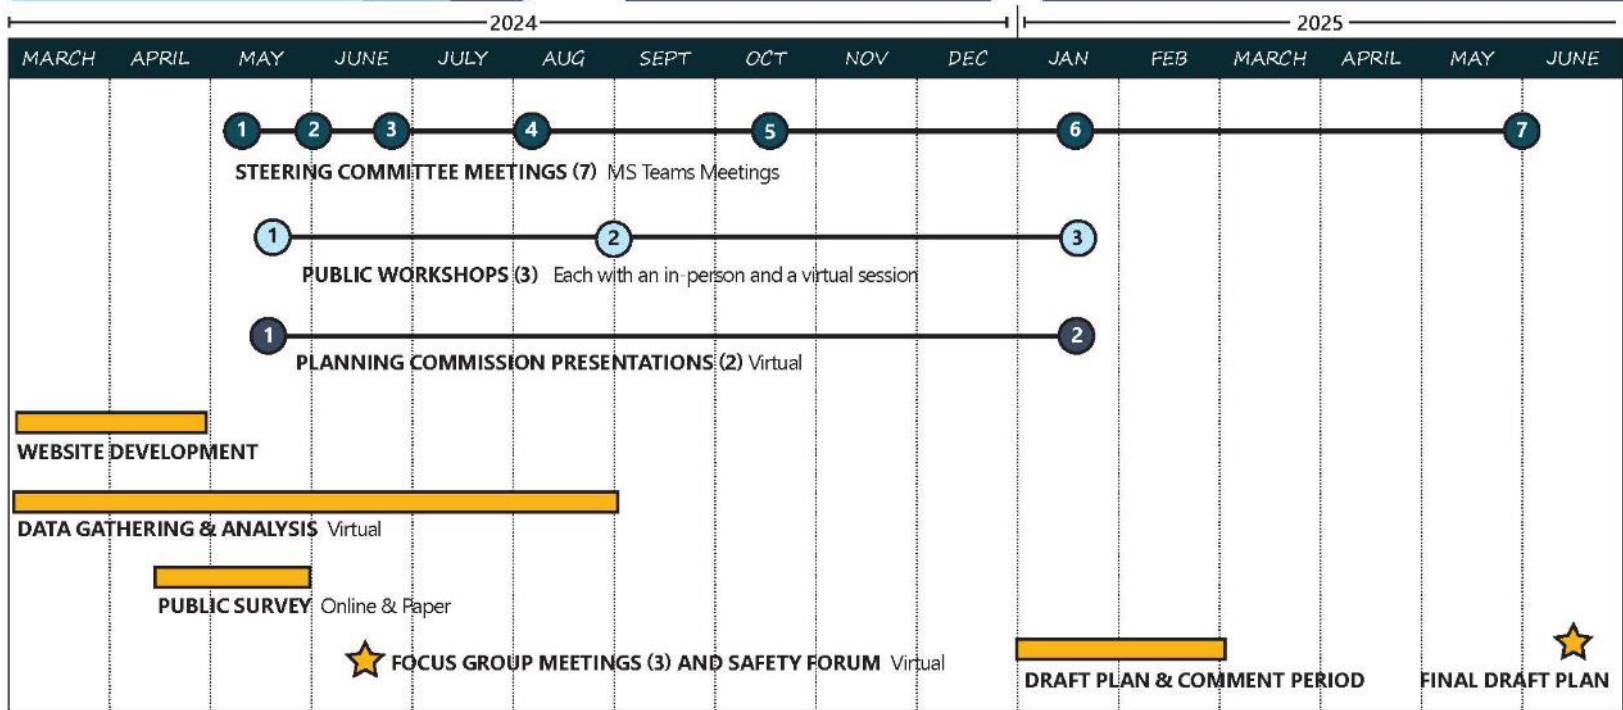 2024 2025
MARCH APRIL MAY JUNE JULY AUG SEPT OCT NOV DEC JAN FEB MARCH APRIL MAY JUNE
1 2 3 4 5 6 7
STEERING COMMITTEE MEETINGS (7) MS Teams Meetings
1 2 3
PUBLIC WORKSHOPS (3) Each with an in-person and a virtual session
1 2
PLANNING COMMISSION PRESENTATIONS (2) Virtual
WEBSITE DEVELOPMENT
DATA GATHERING & ANALYSIS Virtual
PUBLIC SURVEY Online & Paper
FOCUS GROUP MEETINGS (3) AND SAFETY FORUM Virtual
DRAFT PLAN & COMMENT PERIOD FINAL DRAFT PLAN